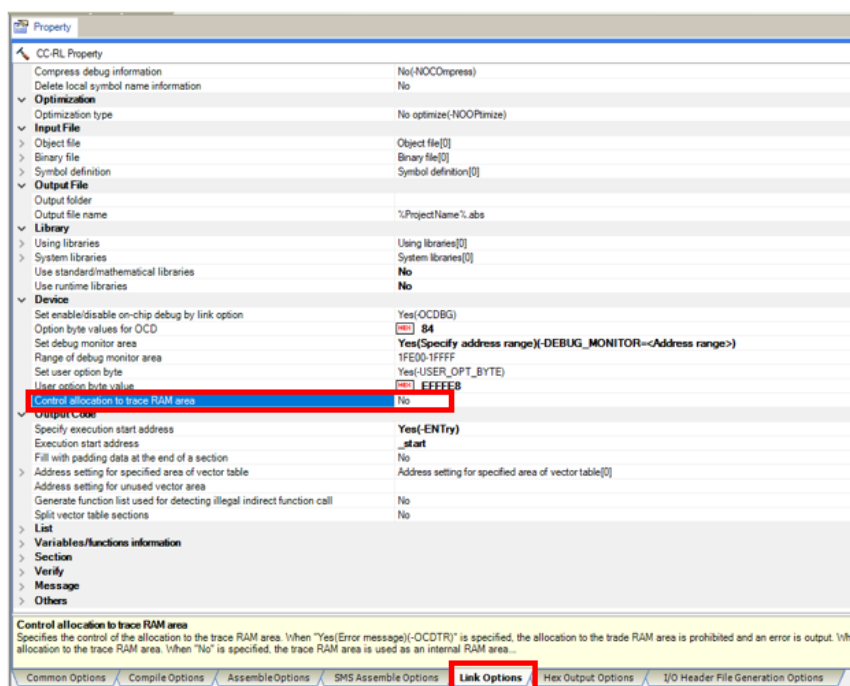 Property
CC-RL Property
Compress debug information No(-NOCOmpress)
Delete local symbol name information No
Optimization
Optimization type No optimize(-NOOPtimize)
Input File
Object file Object file[0]
Binary file Binary file[0]
Symbol definition Symbol definition[0]
Output File
Output folder
Output file name %ProjectName%.abs
Library
Using libraries Using libraries[0]
System libraries System libraries[0]
Use standard/mathematical libraries No
Use runtime libraries No
Device
Set enable/disable on-chip debug by link option Yes(-OCDBG)
Option byte values for OCD HEX 84
Set debug monitor area Yes(Specify address range)(-DEBUG_MONITOR=<Address range>)
Range of debug monitor area 1FE00-1FFFF
Set user option byte Yes(-USER_OPT_BYTE)
User option byte value HEX EFFFE8
Control allocation to trace RAM area No
Output Code
Specify execution start address Yes(-ENTry)
Execution start address _start
Fill with padding data at the end of a section No
Address setting for specified area of vector table Address setting for specified area of vector table[0]
Address setting for unused vector area
Generate function list used for detecting illegal indirect function call No
Split vector table sections No
List
Variables/functions information
Section
Verify
Message
Others
Control allocation to trace RAM area
Specifies the control of the allocation to the trace RAM area. When "Yes(Error message)(-OCDTR)" is specified, the allocation to the trade RAM area is prohibited and an error is output. Wh
allocation to the trace RAM area. When "No" is specified, the trace RAM area is used as an internal RAM area...
Common Options Compile Options Assemble Options SMS Assemble Options Link Options Hex Output Options I/O Header File Generation Options